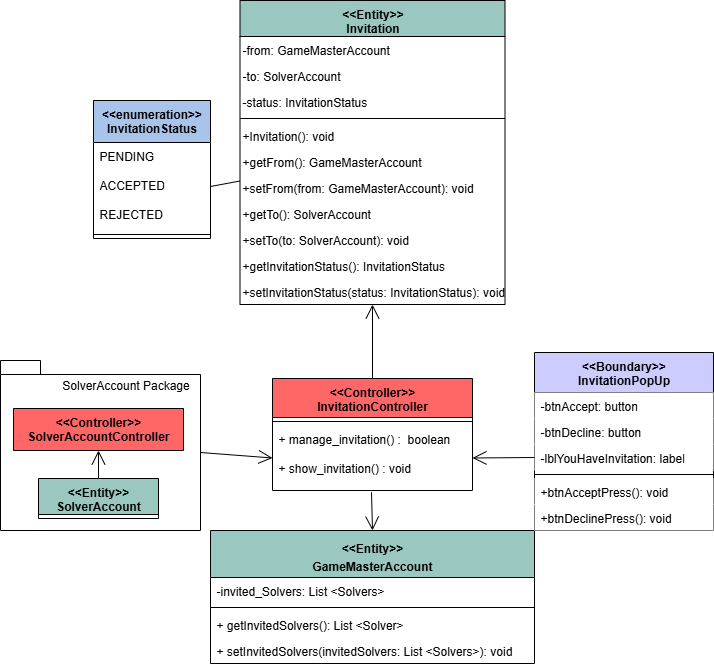 <<Entity>>
Invitation
-from: GameMasterAccount
-to: SolverAccount
-status: InvitationStatus
+Invitation(): void
+getFrom(): GameMasterAccount
+setFrom(from: GameMasterAccount): void
+getTo(): SolverAccount
+setTo(to: SolverAccount): void
+getInvitationStatus(): InvitationStatus
+setInvitationStatus(status: InvitationStatus): void
<<enumeration>>
InvitationStatus
PENDING
ACCEPTED
REJECTED
SolverAccount Package
<<Controller>>
SolverAccountController
<<Entity>>
SolverAccount
<<Controller>>
InvitationController
+ manage_invitation() : boolean
+ show_invitation() : void
<<Boundary>>
InvitationPopUp
-btnAccept: button
-btnDecline: button
-lblYouHaveInvitation: label
+btnAcceptPress(): void
+btnDeclinePress(): void
<<Entity>>
GameMasterAccount
-invited_Solvers: List <Solvers>
+ getInvitedSolvers(): List <Solver>
+ setInvitedSolvers(invitedSolvers: List <Solvers>): void